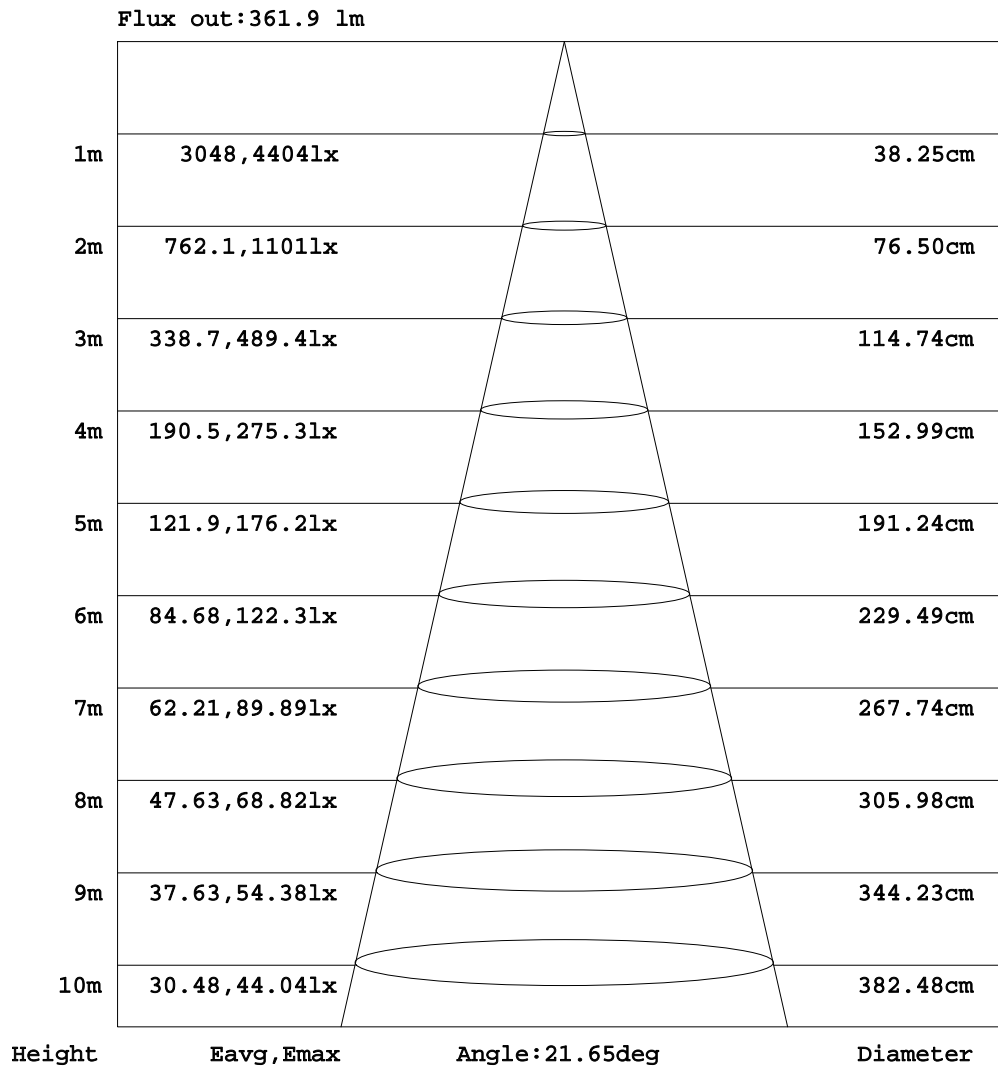 Flux out:361.9 lm
1m 3048,4404lx 38.25cm
2m 762.1,1101lx 76.50cm
3m 338.7,489.4lx 114.74cm
4m 190.5,275.3lx 152.99cm
5m 121.9,176.2lx 191.24cm
6m 84.68,122.3lx 229.49cm
7m 62.21,89.89lx 267.74cm
8m 47.63,68.82lx 305.98cm
9m 37.63,54.38lx 344.23cm
10m 30.48,44.04lx 382.48cm
Height Eavg,Emax Angle:21.65deg Diameter